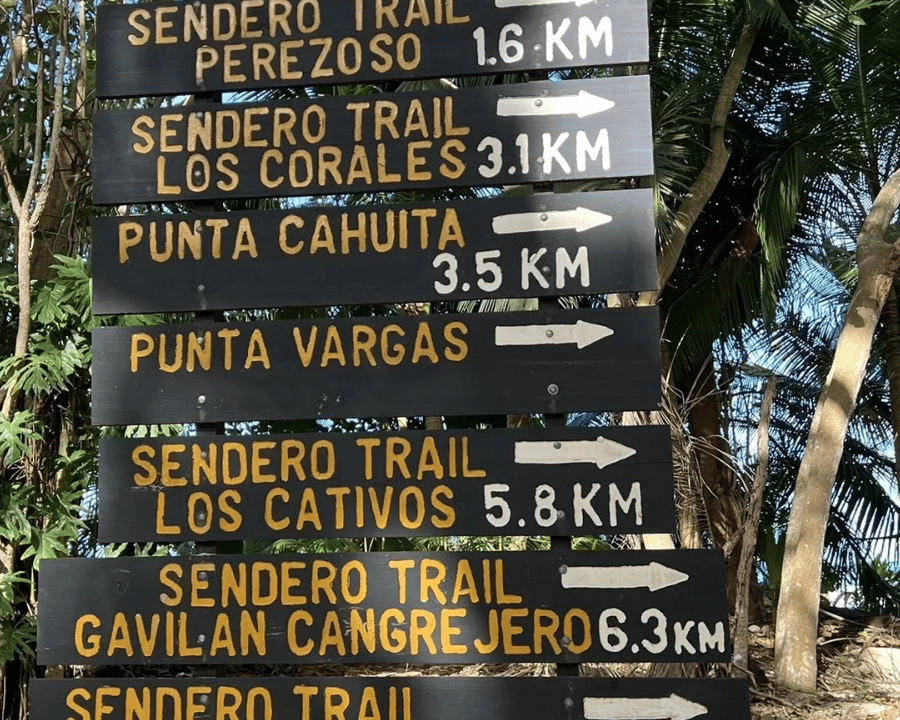 SENDERO TRAIL
PEREZOSO 1.6 KM
SENDERO TRAIL
LOS CORALES 3.1 KM
PUNTA CAHUITA
3.5 KM
PUNTA VARGAS
SENDERO TRAIL
LOS CATIVOS 5.8 KM
SENDERO TRAIL
GAVILAN CANGREJERO 6.3 KM
SENDERO TRAIL